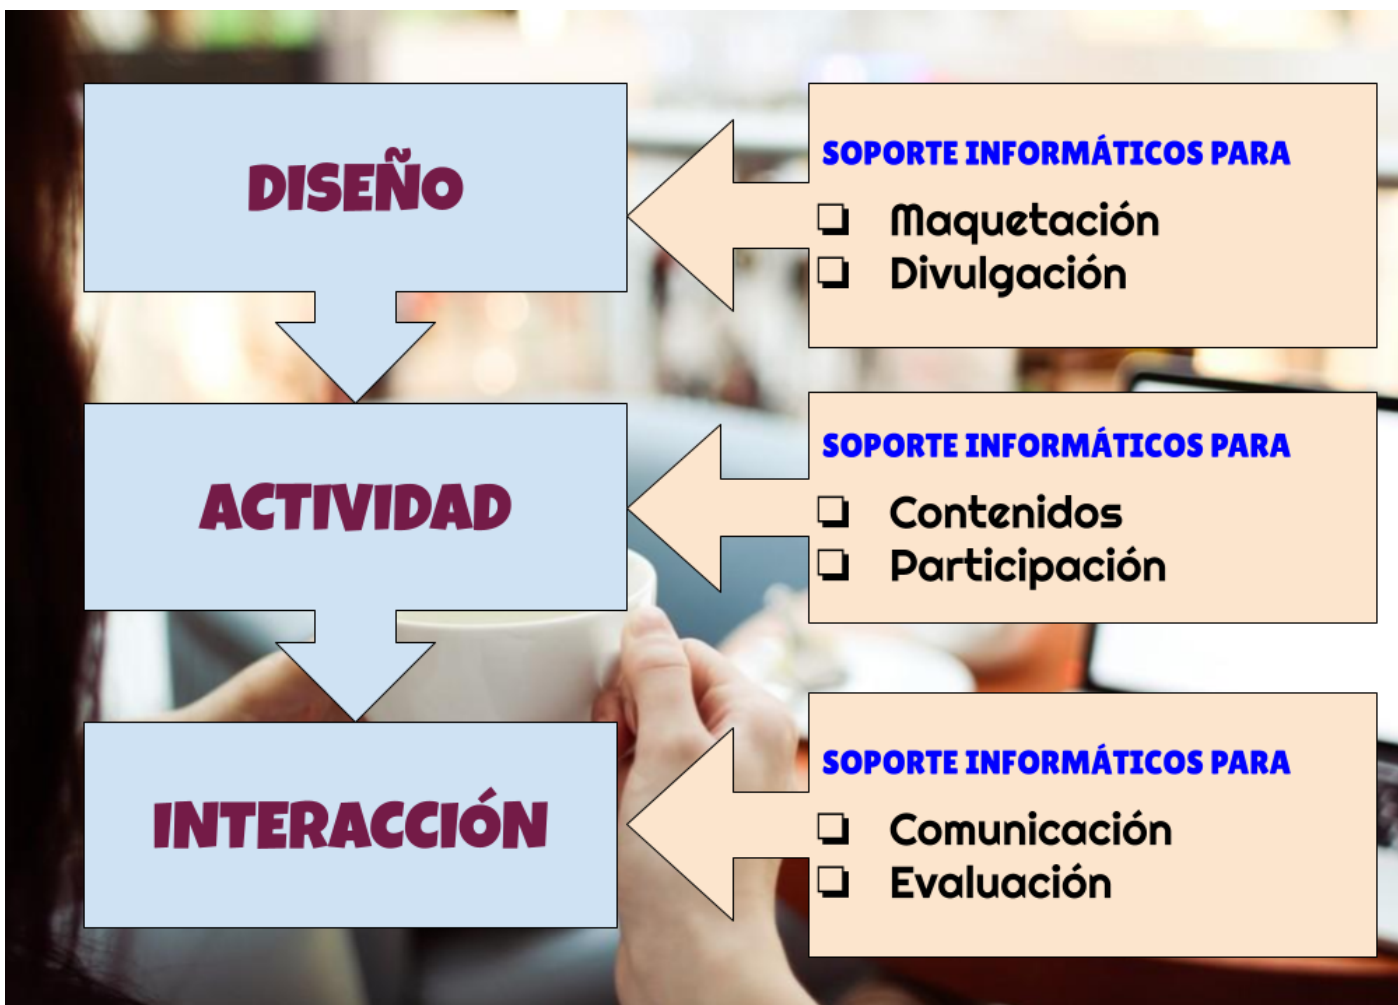 DISEÑO
SOPORTE INFORMÁTICOS PARA
❏ Maquetación
❏ Divulgación
ACTIVIDAD
SOPORTE INFORMÁTICOS PARA
❏ Contenidos
❏ Participación
INTERACCIÓN
SOPORTE INFORMÁTICOS PARA
❏ Comunicación
❏ Evaluación